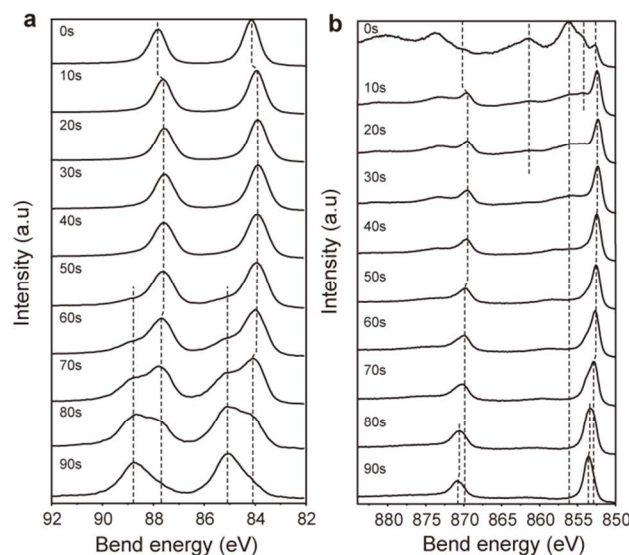 a
0s
10s
20s
30s
40s
50s
60s
70s
80s
90s
Intensity (a.u)
92 90 88 86 84 82
Bend energy (eV)
b
0s
10s
20s
30s
40s
50s
60s
70s
80s
90s
Intensity (a.u)
880 875 870 865 860 855 850
Bend energy (eV)